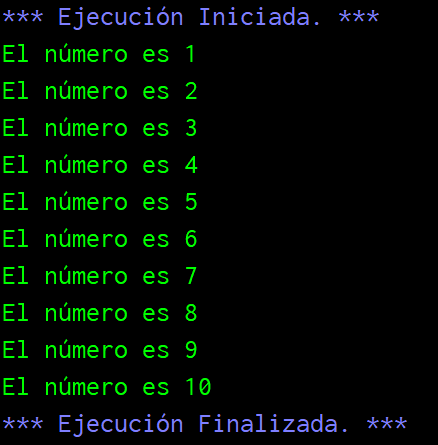 *** Ejecución Iniciada. ***
El número es 1
El número es 2
El número es 3
El número es 4
El número es 5
El número es 6
El número es 7
El número es 8
El número es 9
El número es 10
*** Ejecución Finalizada. ***